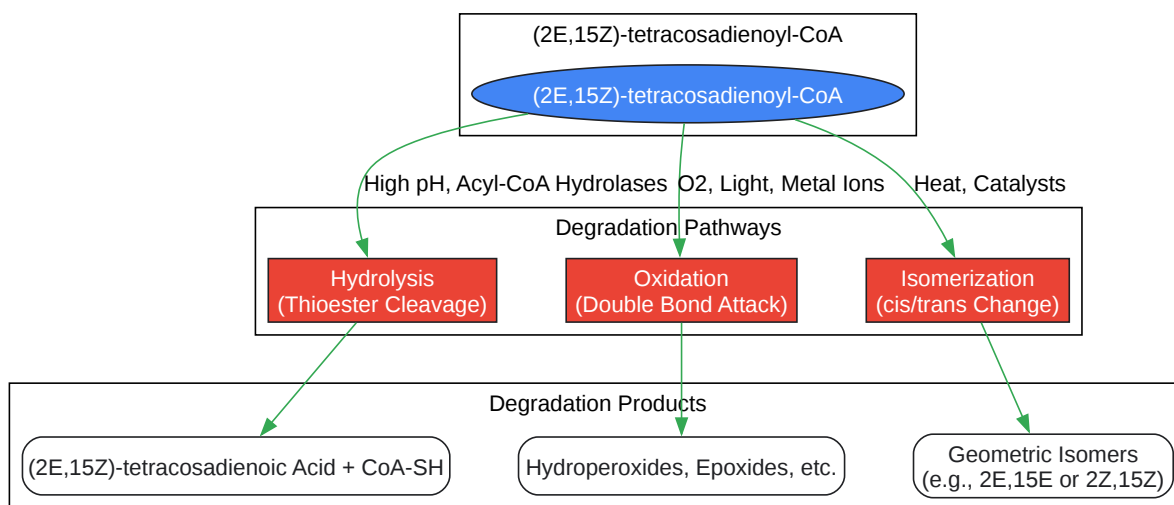 (2E,15Z)-tetracosadienoyl-CoA
(2E,15Z)-tetracosadienoyl-CoA
High pH, Acyl-CoA Hydrolases
O2, Light, Metal Ions
Heat, Catalysts
Degradation Pathways
Hydrolysis
(Thioester Cleavage)
Oxidation
(Double Bond Attack)
Isomerization
(cis/trans Change)
Degradation Products
(2E,15Z)-tetracosadienoic Acid + CoA-SH
Hydroperoxides, Epoxides, etc.
Geometric Isomers
(e.g., 2E,15E or 2Z,15Z)